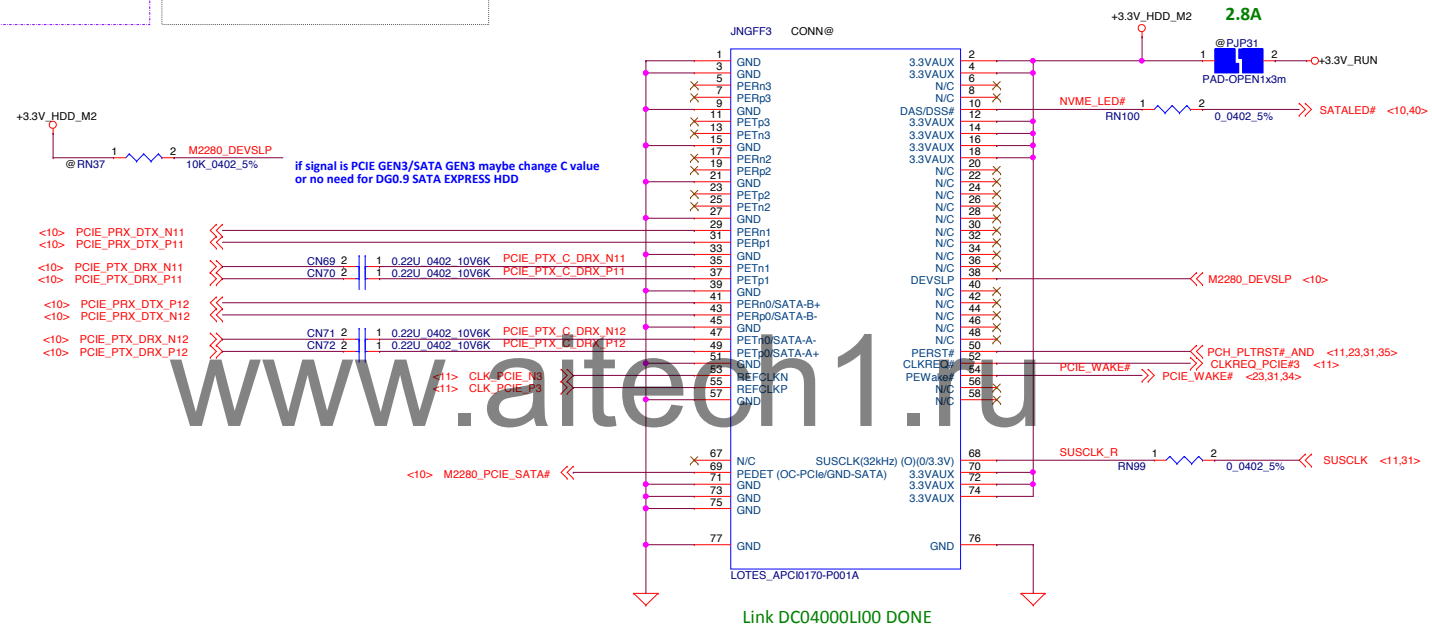 +3.3V_HDD_M2
2.8A
JNGFF3 CONN@
@PJP31
1 2
+3.3V_RUN
PAD-OPEN1x3m
+3.3V_HDD_M2
1 2 M2280_DEVSLP
@RN37 10K_0402_5%
if signal is PCIE GEN3/SATA GEN3 maybe change C value
or no need for DG0.9 SATA EXPRESS HDD
1 GND
3 GND
5 PERn3
7 PERp3
9 GND
11 PETp3
13 PETn3
15 GND
17 PERn2
19 PERp2
21 GND
23 PETp2
25 PETn2
27 GND
29 PERn1
31 PERp1
33 GND
35 PETn1
37 PETp1
39 GND
41 PERn0/SATA-B+
43 PERp0/SATA-B-
45 GND
47 PETn0/SATA-A-
49 PETp0/SATA-A+
51 GND
53 REFCLKN
55 REFCLKP
57 GND
67 N/C
69 PEDET (OC-PCIe/GND-SATA)
71 GND
73 GND
75 GND
77 GND
3.3VAUX 2
3.3VAUX 4
N/C 6
N/C 8
DAS/DSS# 10
3.3VAUX 12
3.3VAUX 14
3.3VAUX 16
3.3VAUX 18
N/C 20
N/C 22
N/C 24
N/C 26
N/C 28
N/C 30
N/C 32
N/C 34
N/C 36
DEVSLP 38
N/C 40
N/C 42
N/C 44
N/C 46
N/C 48
PERST# 50
CLKREQ# 52
PEWake# 54
N/C 56
N/C 58
SUSCLK(32kHz) (O)(0/3.3V) 68
3.3VAUX 70
3.3VAUX 72
3.3VAUX 74
GND 76
<10> PCIE_PRX_DTX_N11
<10> PCIE_PRX_DTX_P11
<10> PCIE_PTX_DRX_N11
<10> PCIE_PTX_DRX_P11
CN69 2 1 0.22U_0402_10V6K PCIE_PTX_C_DRX_N11
CN70 2 1 0.22U_0402_10V6K PCIE_PTX_C_DRX_P11
<10> PCIE_PRX_DTX_P12
<10> PCIE_PRX_DTX_N12
<10> PCIE_PTX_DRX_N12
<10> PCIE_PTX_DRX_P12
CN71 2 1 0.22U_0402_10V6K PCIE_PTX_C_DRX_N12
CN72 2 1 0.22U_0402_10V6K PCIE_PTX_C_DRX_P12
<11> CLK_PCIE_N3
<11> CLK_PCIE_P3
<10> M2280_PCIE_SATA#
NVME_LED# 1 2 SATALED# <10,40>
RN100 0_0402_5%
M2280_DEVSLP <10>
PCH_PLTRST#_AND <11,23,31,35>
CLKREQ_PCIE#3 <11>
PCIE_WAKE# PCIE_WAKE# <23,31,34>
SUSCLK_R 1 2 SUSCLK <11,31>
RN99 0_0402_5%
www.aitech1.ru
LOTES_APCI0170-P001A
Link DC04000LI00 DONE